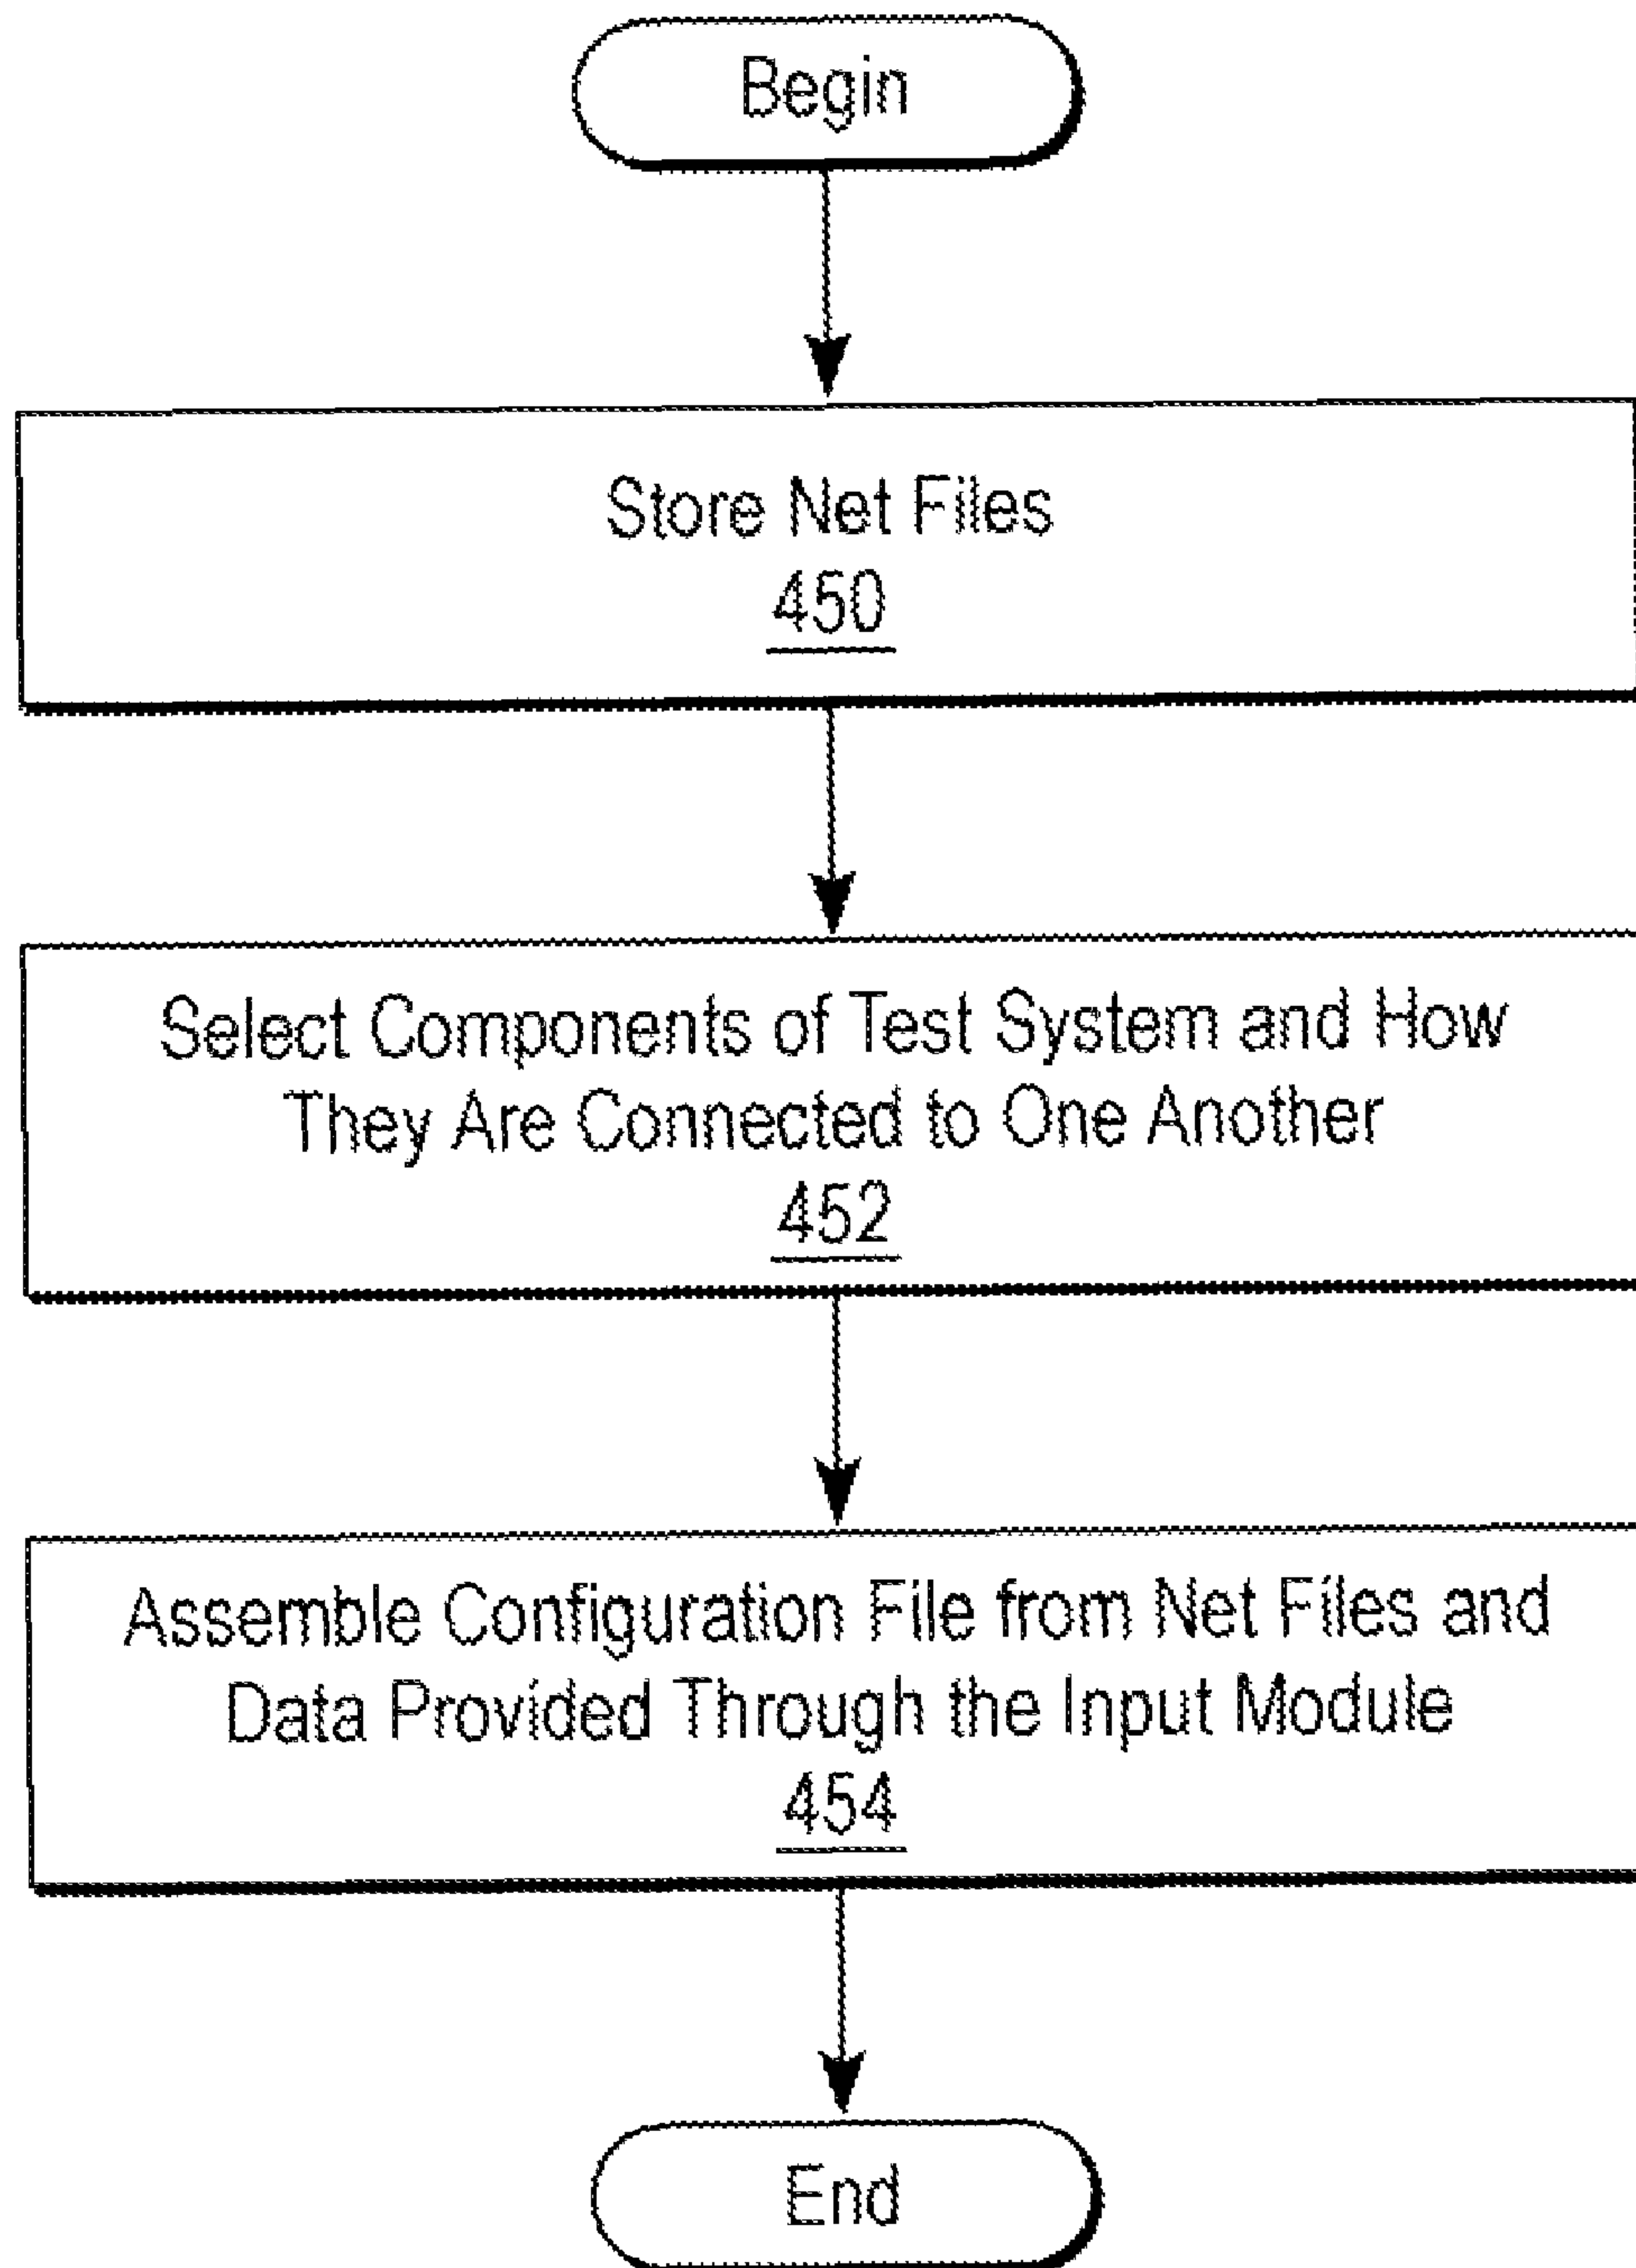 Begin
Store Net Files
450
Select Components of Test System and How
They Are Connected to One Another
452
Assemble Configuration File from Net Files and
Data Provided Through the Input Module
454
End